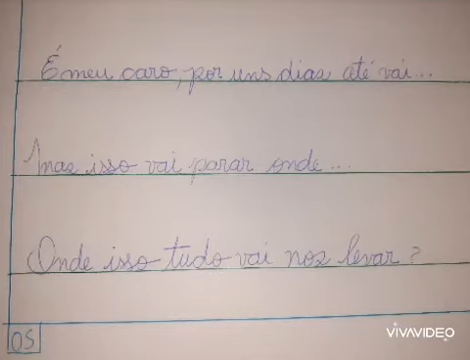 É meu caro, por uns dias até vai...
Mas isso vai parar onde...
Onde isso tudo vai nos levar?
05
VIVAVIDEO